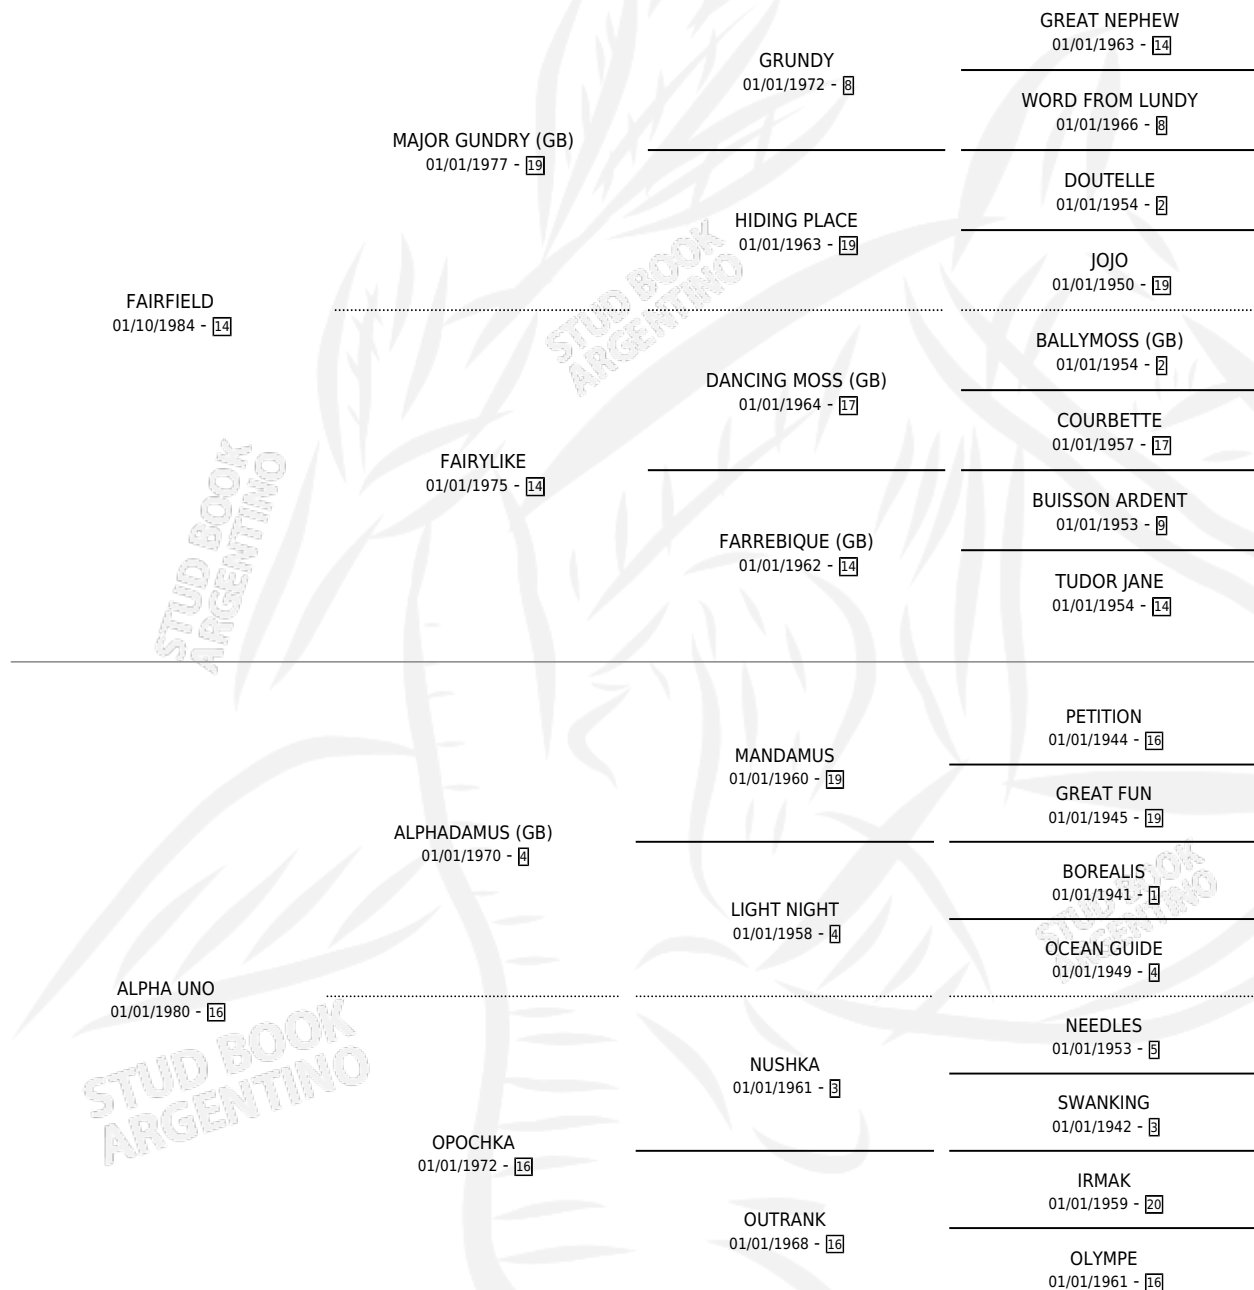 GREAT NEPHEW
01/01/1963 - 14
GRUNDY
01/01/1972 - 8
WORD FROM LUNDY
01/01/1966 - 8
MAJOR GUNDRY (GB)
01/01/1977 - 19
DOUTELLE
01/01/1954 - 2
HIDING PLACE
01/01/1963 - 19
JOJO
01/01/1950 - 19
FAIRFIELD
01/10/1984 - 14
BALLYMOSS (GB)
01/01/1954 - 2
DANCING MOSS (GB)
01/01/1964 - 17
COURBETTE
01/01/1957 - 17
FAIRYLIKE
01/01/1975 - 14
BUISSON ARDENT
01/01/1953 - 9
FARREBIQUE (GB)
01/01/1962 - 14
TUDOR JANE
01/01/1954 - 14
PETITION
01/01/1944 - 16
MANDAMUS
01/01/1960 - 19
GREAT FUN
01/01/1945 - 19
ALPHADAMUS (GB)
01/01/1970 - 4
BOREALIS
01/01/1941 - 1
LIGHT NIGHT
01/01/1958 - 4
OCEAN GUIDE
01/01/1949 - 4
ALPHA UNO
01/01/1980 - 16
NEEDLES
01/01/1953 - 5
NUSHKA
01/01/1961 - 3
SWANKING
01/01/1942 - 3
OPOCHKA
01/01/1972 - 16
IRMAK
01/01/1959 - 20
OUTRANK
01/01/1968 - 16
OLYMPE
01/01/1961 - 16
STUD BOOK
ARGENTINO
STUD BOOK
ARGENTINO
STUD BOOK
ARGENTINO
STUD BOOK
ARGENTINO